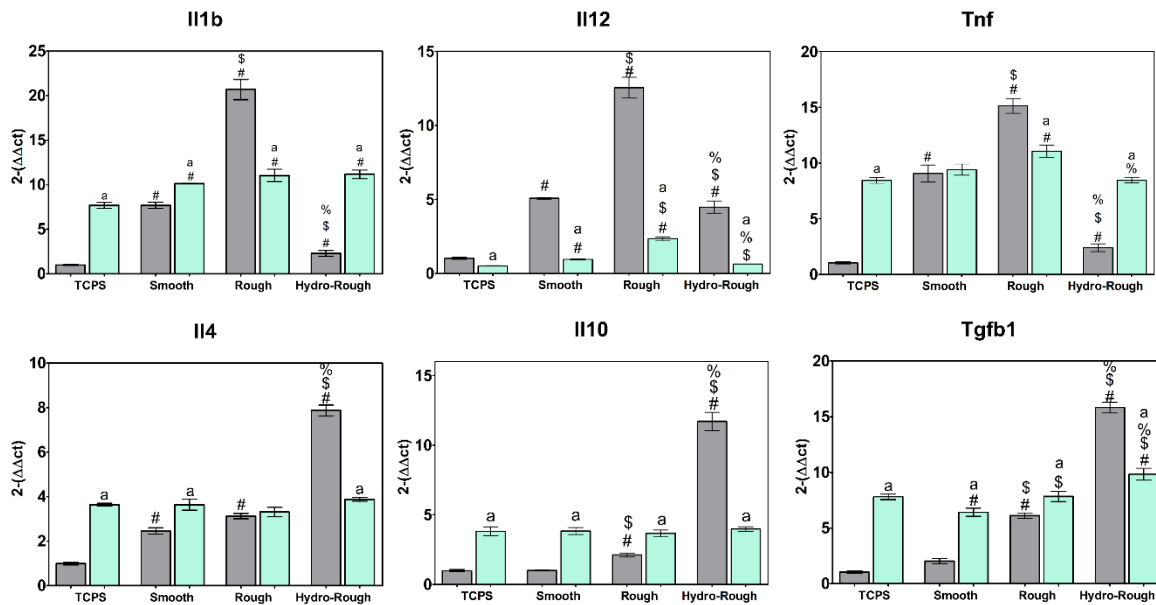 Il1b
2-(ΔΔct)
25
20
15
10
5
0
a
#
a
#
$
#
a
#
%
$
#
a
#
TCPS Smooth Rough Hydro-Rough
Il12
2-(ΔΔct)
15
10
5
0
a
#
a
#
$
#
a
$
#
%
$
#
a
%
$
TCPS Smooth Rough Hydro-Rough
Tnf
2-(ΔΔct)
20
15
10
5
0
a
#
$
#
a
#
%
$
#
a
%
TCPS Smooth Rough Hydro-Rough
Il4
2-(ΔΔct)
10
8
6
4
2
0
a
#
a
#
%
$
#
a
TCPS Smooth Rough Hydro-Rough
Il10
2-(ΔΔct)
15
10
5
0
a
a
$
#
a
%
$
#
a
TCPS Smooth Rough Hydro-Rough
Tgfb1
2-(ΔΔct)
20
15
10
5
0
a
a
#
$
#
a
$
%
$
#
a
%
$
#
TCPS Smooth Rough Hydro-Rough